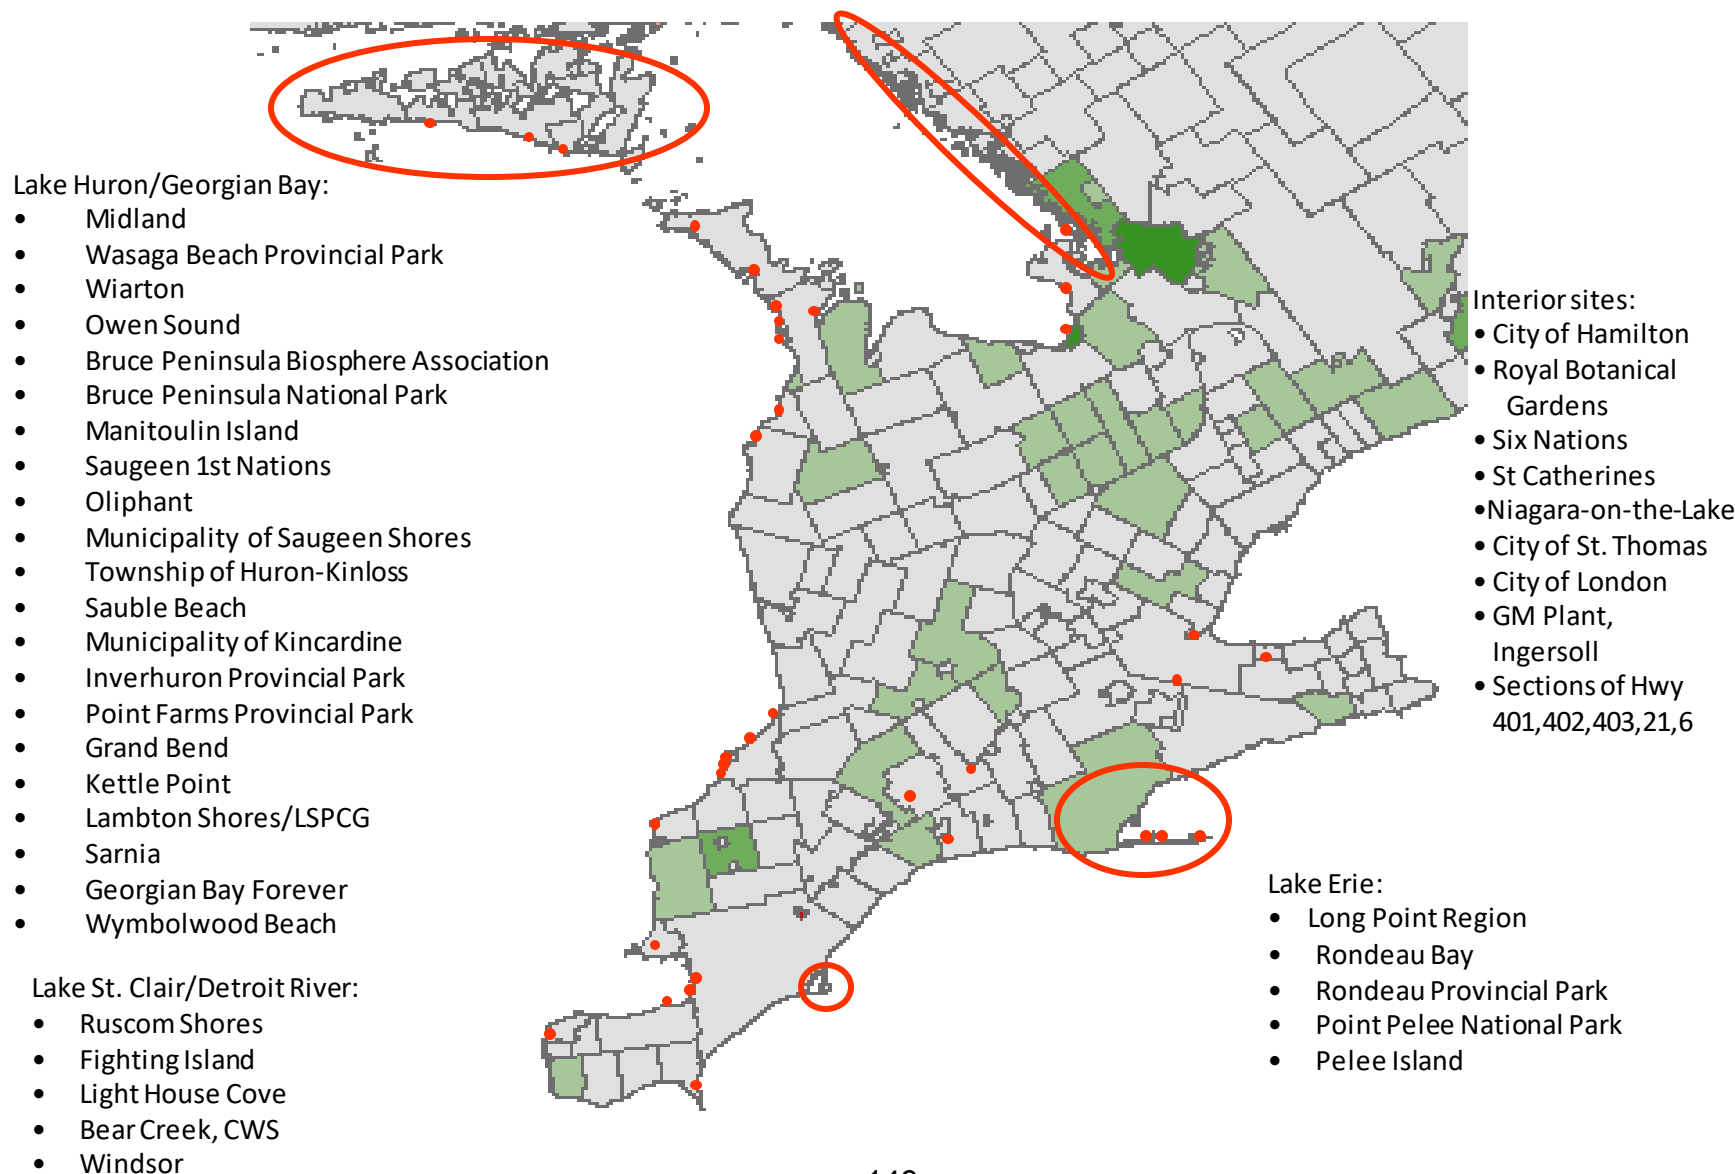 Lake Huron/Georgian Bay:
• Midland
• Wasaga Beach Provincial Park
• Wiarton
• Owen Sound
• Bruce Peninsula Biosphere Association
• Bruce Peninsula National Park
• Manitoulin Island
• Saugeen 1st Nations
• Oliphant
• Municipality of Saugeen Shores
• Township of Huron-Kinloss
• Sauble Beach
• Municipality of Kincardine
• Inverhuron Provincial Park
• Point Farms Provincial Park
• Grand Bend
• Kettle Point
• Lambton Shores/LSPCG
• Sarnia
• Georgian Bay Forever
• Wymbolwood Beach
Lake St. Clair/Detroit River:
• Ruscom Shores
• Fighting Island
• Light House Cove
• Bear Creek, CWS
• Windsor
Interior sites:
• City of Hamilton
• Royal Botanical
Gardens
• Six Nations
• St Catherines
•Niagara-on-the-Lake
• City of St. Thomas
• City of London
• GM Plant,
Ingersoll
• Sections of Hwy
401,402,403,21,6
Lake Erie:
• Long Point Region
• Rondeau Bay
• Rondeau Provincial Park
• Point Pelee National Park
• Pelee Island